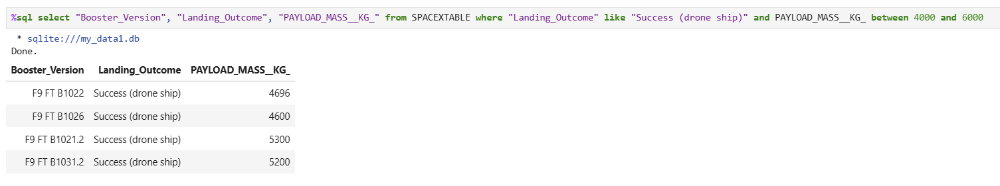 %sql select "Booster_Version", "Landing_Outcome", "PAYLOAD_MASS__KG_" from SPACEXTABLE where "Landing_Outcome" like "Success (drone ship)" and PAYLOAD_MASS__KG_ between 4000 and 6000
* sqlite:///my_data1.db
Done.
Booster_Version Landing_Outcome PAYLOAD_MASS__KG_
F9 FT B1022 Success (drone ship) 4696
F9 FT B1026 Success (drone ship) 4600
F9 FT B1021.2 Success (drone ship) 5300
F9 FT B1031.2 Success (drone ship) 5200